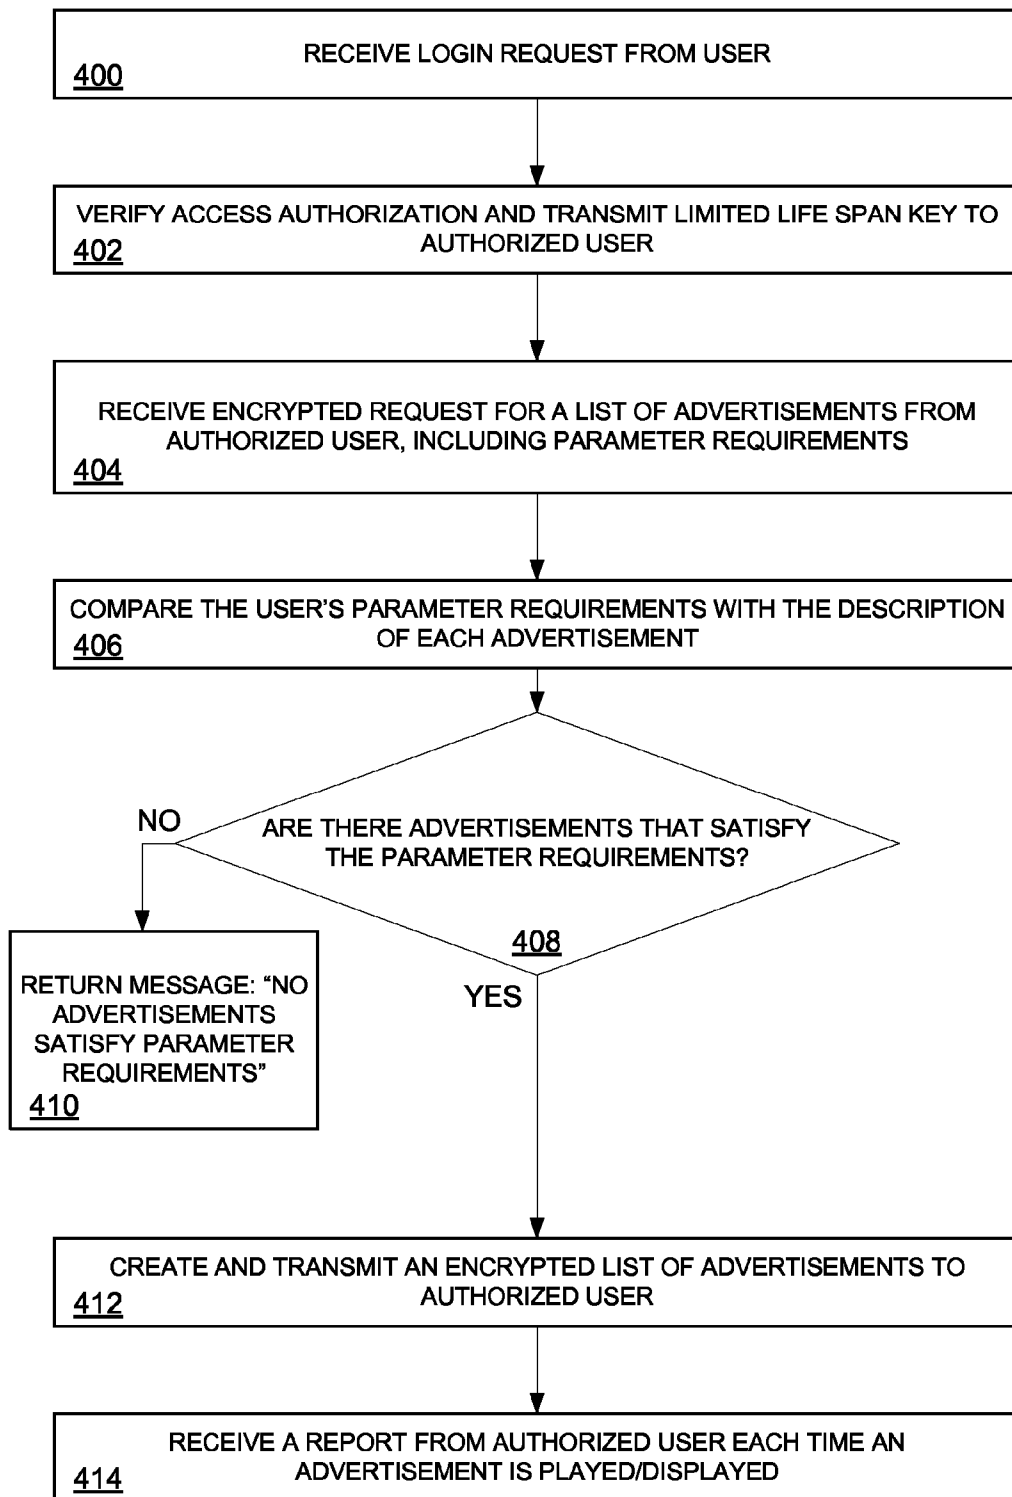 RECEIVE LOGIN REQUEST FROM USER
400
VERIFY ACCESS AUTHORIZATION AND TRANSMIT LIMITED LIFE SPAN KEY TO
AUTHORIZED USER
402
RECEIVE ENCRYPTED REQUEST FOR A LIST OF ADVERTISEMENTS FROM
AUTHORIZED USER, INCLUDING PARAMETER REQUIREMENTS
404
COMPARE THE USER'S PARAMETER REQUIREMENTS WITH THE DESCRIPTION
OF EACH ADVERTISEMENT
406
ARE THERE ADVERTISEMENTS THAT SATISFY
THE PARAMETER REQUIREMENTS?
408
NO
YES
RETURN MESSAGE: “NO
ADVERTISEMENTS
SATISFY PARAMETER
REQUIREMENTS”
410
CREATE AND TRANSMIT AN ENCRYPTED LIST OF ADVERTISEMENTS TO
AUTHORIZED USER
412
RECEIVE A REPORT FROM AUTHORIZED USER EACH TIME AN
ADVERTISEMENT IS PLAYED/DISPLAYED
414